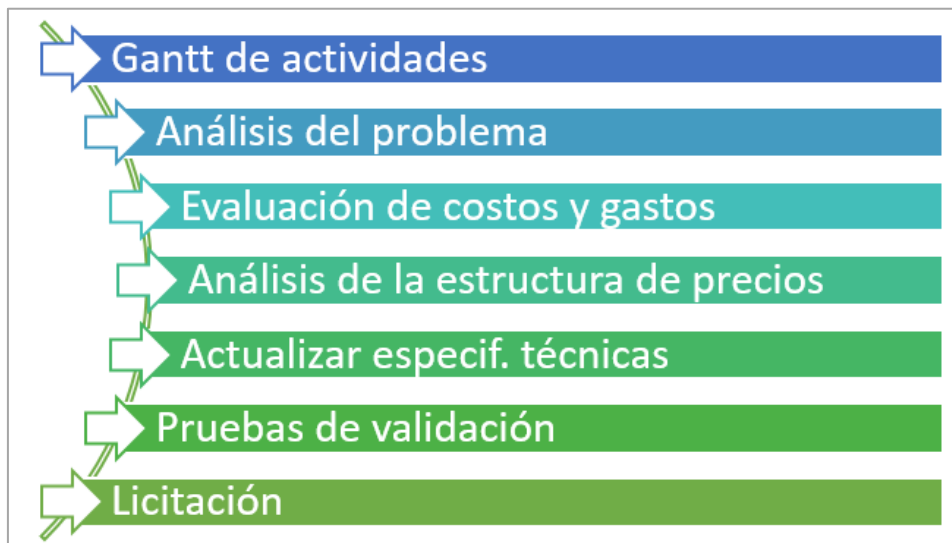 Gantt de actividades
Análisis del problema
Evaluación de costos y gastos
Análisis de la estructura de precios
Actualizar especif. técnicas
Pruebas de validación
Licitación